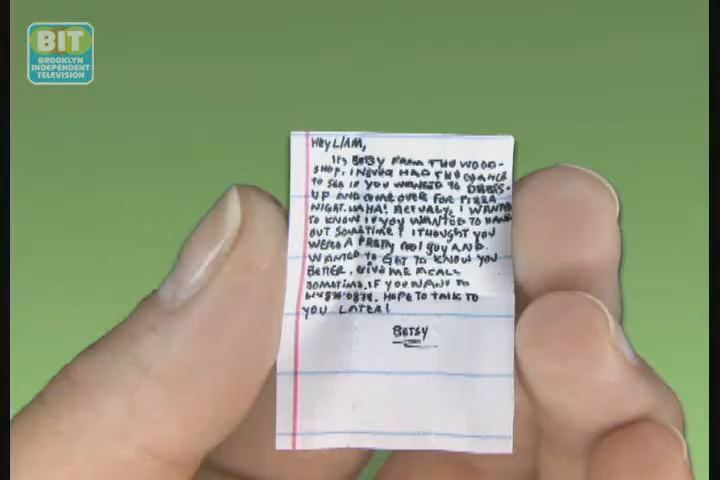 BIT
BROOKLYN
INDEPENDENT
TELEVISION
HEY LIAM,
ITS BETSY FROM THE WOOD-
SHOP. I NEVER HAD THE CHANCE
TO SEE IF YOU WANTED TO DRESS-
UP AND COME OVER FOR PIZZA
NIGHT. HAHA! ACTUALLY, I WANTED
TO KNOW IF YOU WANTED TO HANG
OUT SOMETIME? I THOUGHT YOU
WERE A PRETTY COOL GUY AND
WANTED TO GET TO KNOW YOU
BETTER. GIVE ME A CALL
SOMETIME. IF YOU WANT TO
HOPE TO TALK TO
YOU LATER!
BETSY